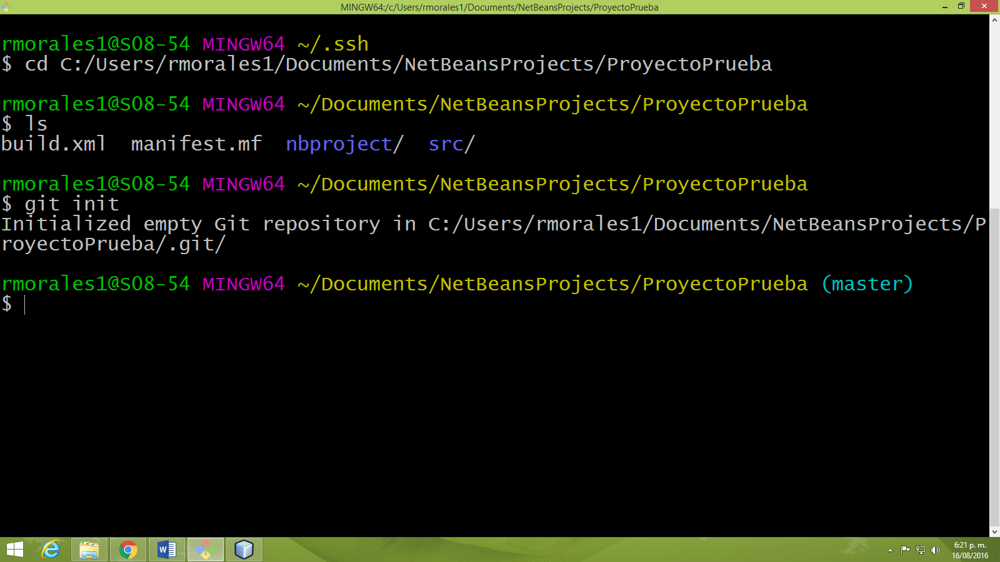 MINGW64:/c/Users/rmorales1/Documents/NetBeansProjects/ProyectoPrueba
rmorales1@S08-54 MINGW64 ~/.ssh
$ cd C:/Users/rmorales1/Documents/NetBeansProjects/ProyectoPrueba
rmorales1@S08-54 MINGW64 ~/Documents/NetBeansProjects/ProyectoPrueba
$ ls
build.xml  manifest.mf  nbproject/  src/
rmorales1@S08-54 MINGW64 ~/Documents/NetBeansProjects/ProyectoPrueba
$ git init
Initialized empty Git repository in C:/Users/rmorales1/Documents/NetBeansProjects/P
royectoPrueba/.git/
rmorales1@S08-54 MINGW64 ~/Documents/NetBeansProjects/ProyectoPrueba (master)
$
6:21 p. m.
16/08/2016